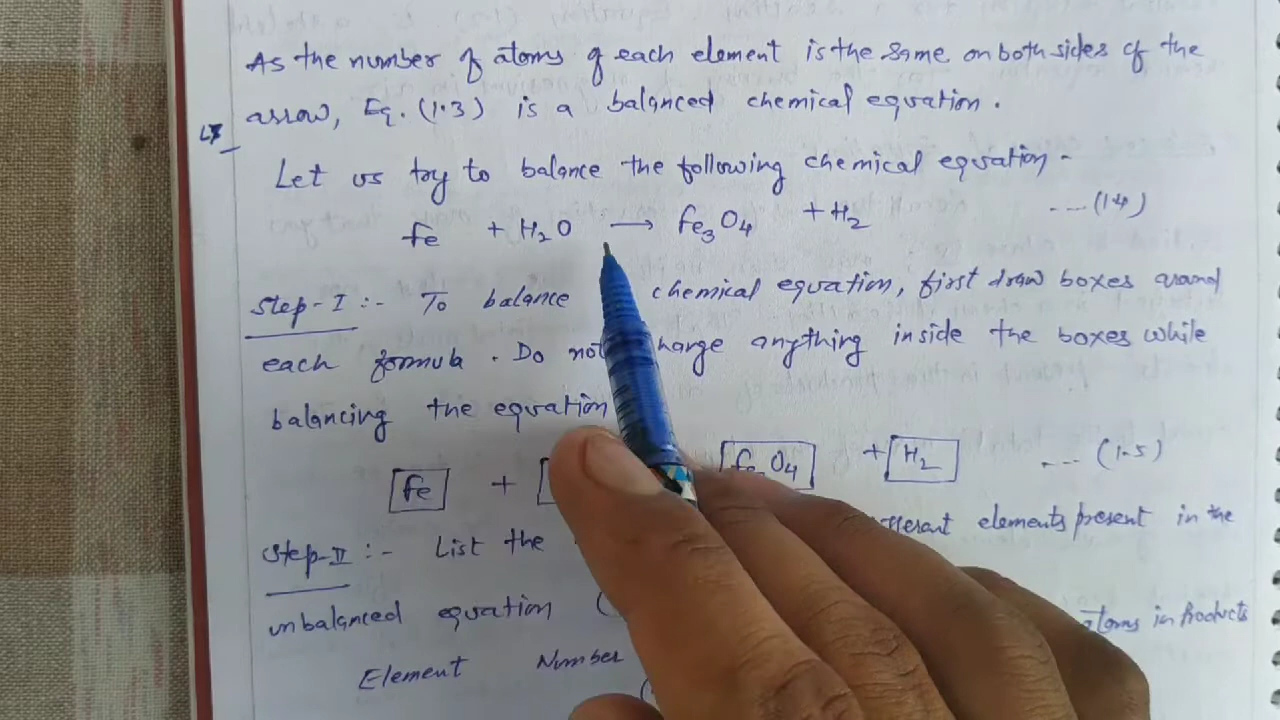 As the number of atoms of each element is the same on both sides of the
arrow, Eq. (1.3) is a balanced chemical equation.
Let us try to balance the following chemical equation.
Fe + H₂O → Fe₃O₄ + H₂ ---(1.4)
Step-I :- To balance chemical equation, first draw boxes around
each formula. Do not change anything inside the boxes while
balancing the equation
Fe + Fe O₄ + H₂ --- (1.5)
Step-II :- List the elements present in the
unbalanced equation ( atoms in Products
Element Number